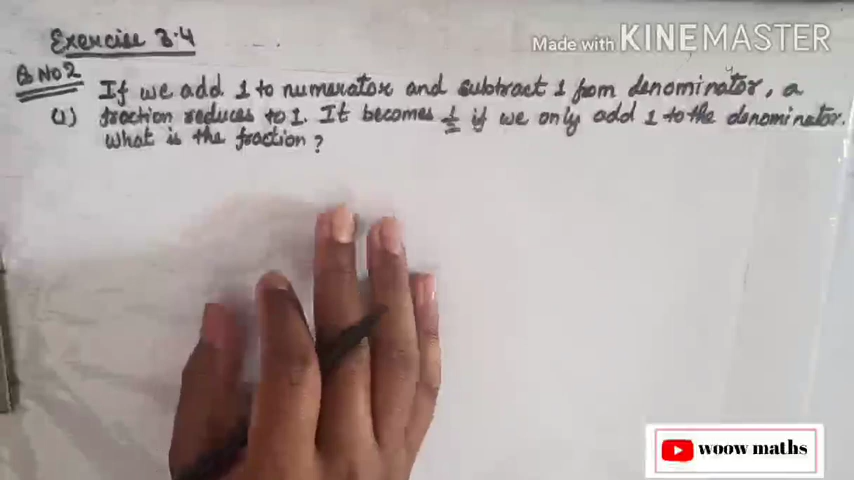 Made with KINEMASTER
Exercise 3.4
Q No 2
If we add 1 to numerator and subtract 1 from denominator, a
(1) fraction reduces to 1. It becomes 1/2 if we only add 1 to the denominator.
What is the fraction?
woow maths